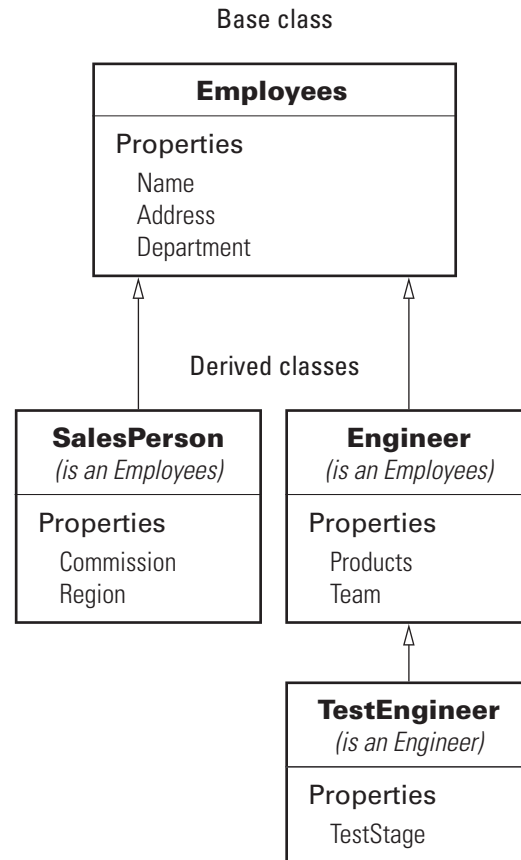 Base class
Employees
Properties
Name
Address
Department
Derived classes
SalesPerson
(is an Employees)
Properties
Commission
Region
Engineer
(is an Employees)
Properties
Products
Team
TestEngineer
(is an Engineer)
Properties
TestStage